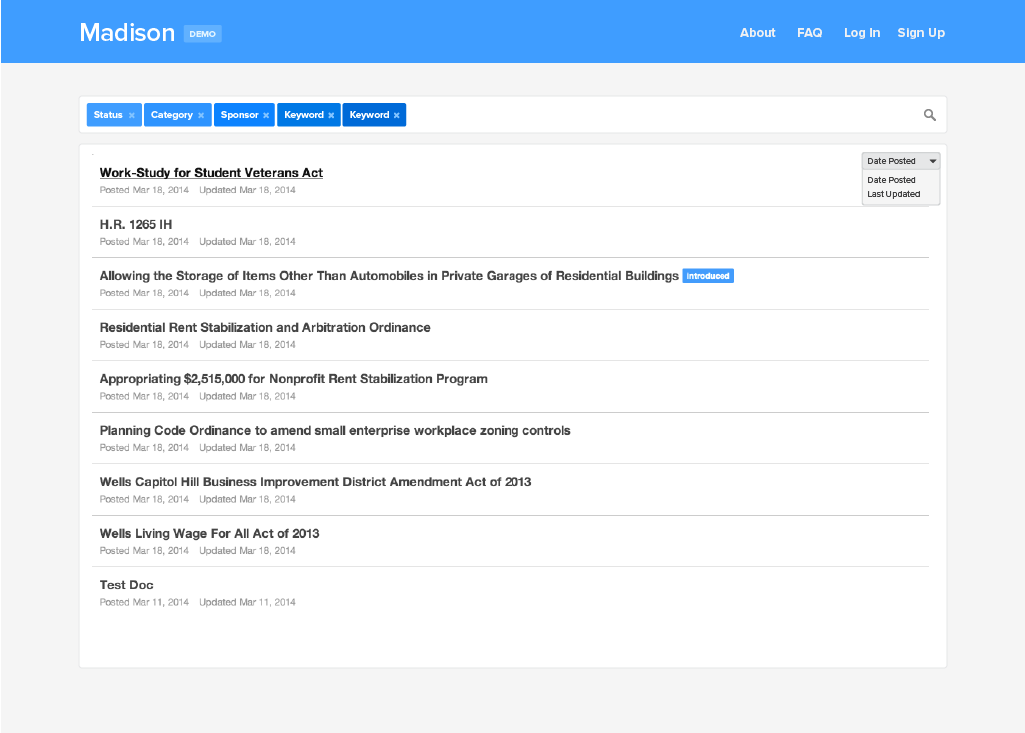 Madison DEMO About FAQ Log In Sign Up
Status × Category × Sponsor × Keyword × Keyword ×
Work-Study for Student Veterans Act
Posted Mar 18, 2014 Updated Mar 18, 2014
Date Posted
Date Posted
Last Updated
H.R. 1265 IH
Posted Mar 18, 2014 Updated Mar 18, 2014
Allowing the Storage of Items Other Than Automobiles in Private Garages of Residential Buildings Introduced
Posted Mar 18, 2014 Updated Mar 18, 2014
Residential Rent Stabilization and Arbitration Ordinance
Posted Mar 18, 2014 Updated Mar 18, 2014
Appropriating $2,515,000 for Nonprofit Rent Stabilization Program
Posted Mar 18, 2014 Updated Mar 18, 2014
Planning Code Ordinance to amend small enterprise workplace zoning controls
Posted Mar 18, 2014 Updated Mar 18, 2014
Wells Capitol Hill Business Improvement District Amendment Act of 2013
Posted Mar 18, 2014 Updated Mar 18, 2014
Wells Living Wage For All Act of 2013
Posted Mar 18, 2014 Updated Mar 18, 2014
Test Doc
Posted Mar 11, 2014 Updated Mar 11, 2014